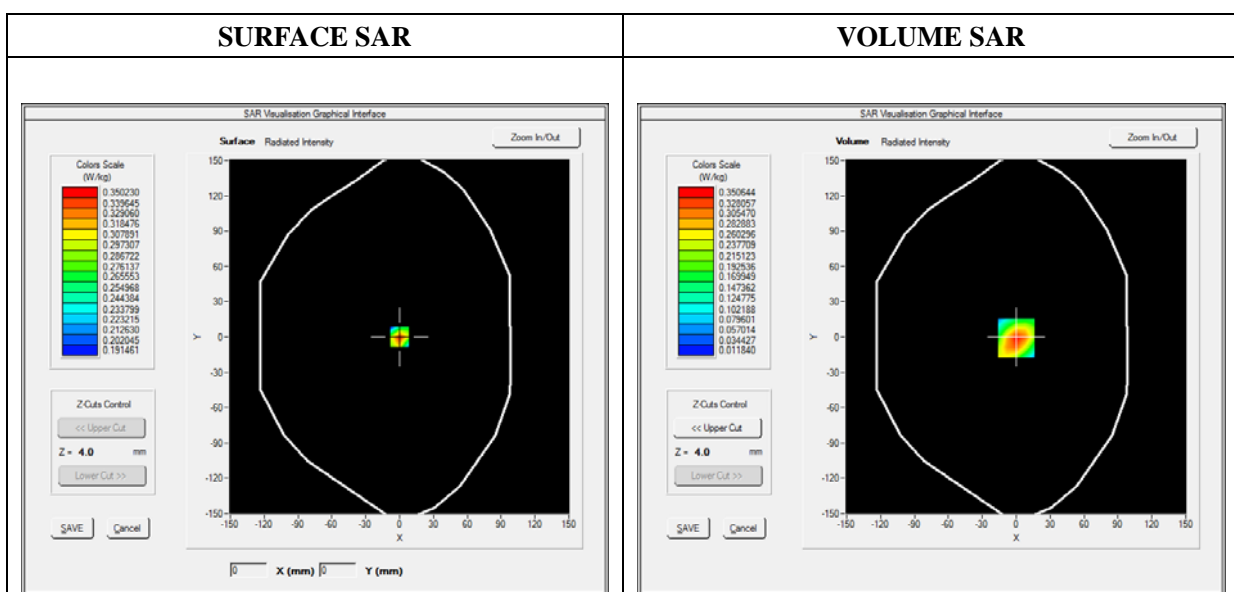 SURFACE SAR
VOLUME SAR
SAR Visualisation Graphical Interface
Surface Radiated Intensity
Zoom In/Out
Colors Scale
(W/kg)
0.350230
0.339645
0.329060
0.318476
0.307891
0.297307
0.286722
0.276137
0.265553
0.254968
0.244384
0.233799
0.223215
0.212630
0.202045
0.191461
Z-Cuts Control
<< Upper Cut
Z = 4.0 mm
Lower Cut >>
SAVE
Cancel
150
120
90
60
30
0
-30
-60
-90
-120
-150
Y
-150 -120 -90 -60 -30 0 30 60 90 120 150
X
0 X (mm) 0 Y (mm)
SAR Visualisation Graphical Interface
Volume Radiated Intensity
Zoom In/Out
Colors Scale
(W/kg)
0.350644
0.328057
0.305470
0.282883
0.260296
0.237709
0.215123
0.192536
0.169949
0.147362
0.124775
0.102188
0.079601
0.057014
0.034427
0.011840
Z-Cuts Control
<< Upper Cut
Z = 4.0 mm
Lower Cut >>
SAVE
Cancel
150
120
90
60
30
0
-30
-60
-90
-120
-150
Y
-150 -120 -90 -60 -30 0 30 60 90 120 150
X